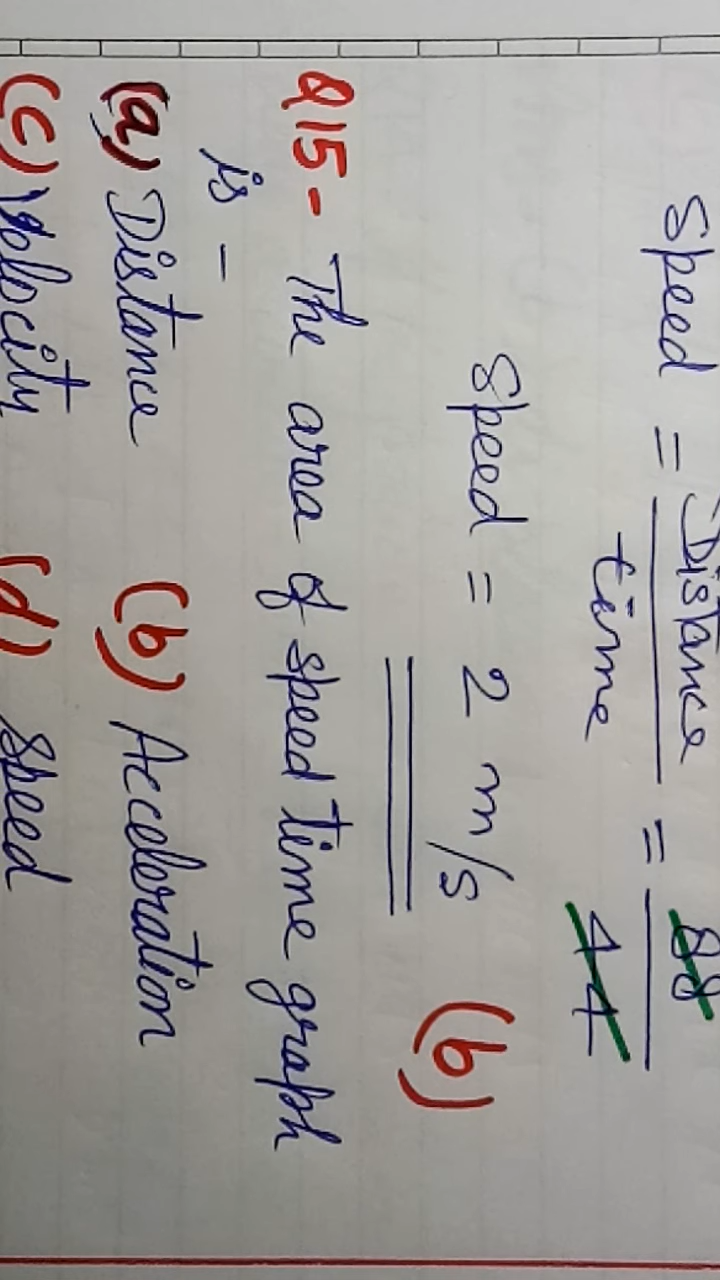 Speed = Distance / time = 88 / 44
Speed = 2 m/s (b)
Q15- The area of speed time graph
is -
(a) Distance (b) Acceleration
(c) Velocity (d) Speed